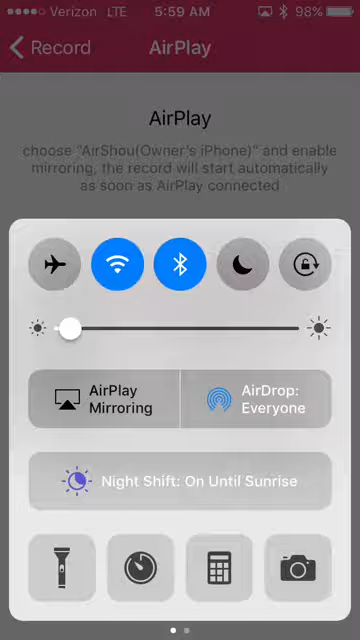 Verizon LTE 5:59 AM 98%
Record AirPlay
AirPlay
choose "AirShou(Owner's iPhone)" and enable
mirroring, the record will start automatically
as soon as AirPlay connected
AirPlay
Mirroring
AirDrop:
Everyone
Night Shift: On Until Sunrise